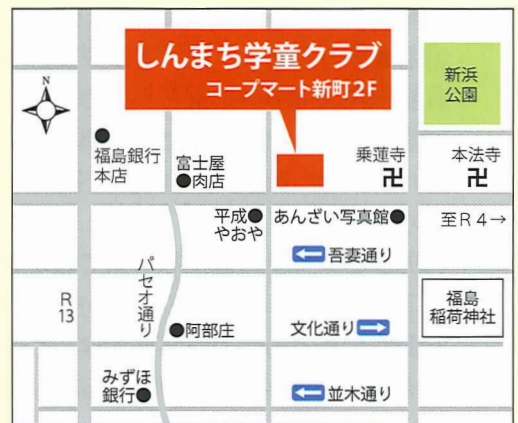 しんまち学童クラブ
コープマート新町2F
N
新浜
公園
福島銀行
本店
富士屋
肉店
乗蓮寺
卍
本法寺
卍
平成
やおや
あんざい写真館
至R4→
吾妻通り
パセオ通り
R
13
福島
稲荷神社
阿部庄
文化通り
みずほ
銀行
並木通り